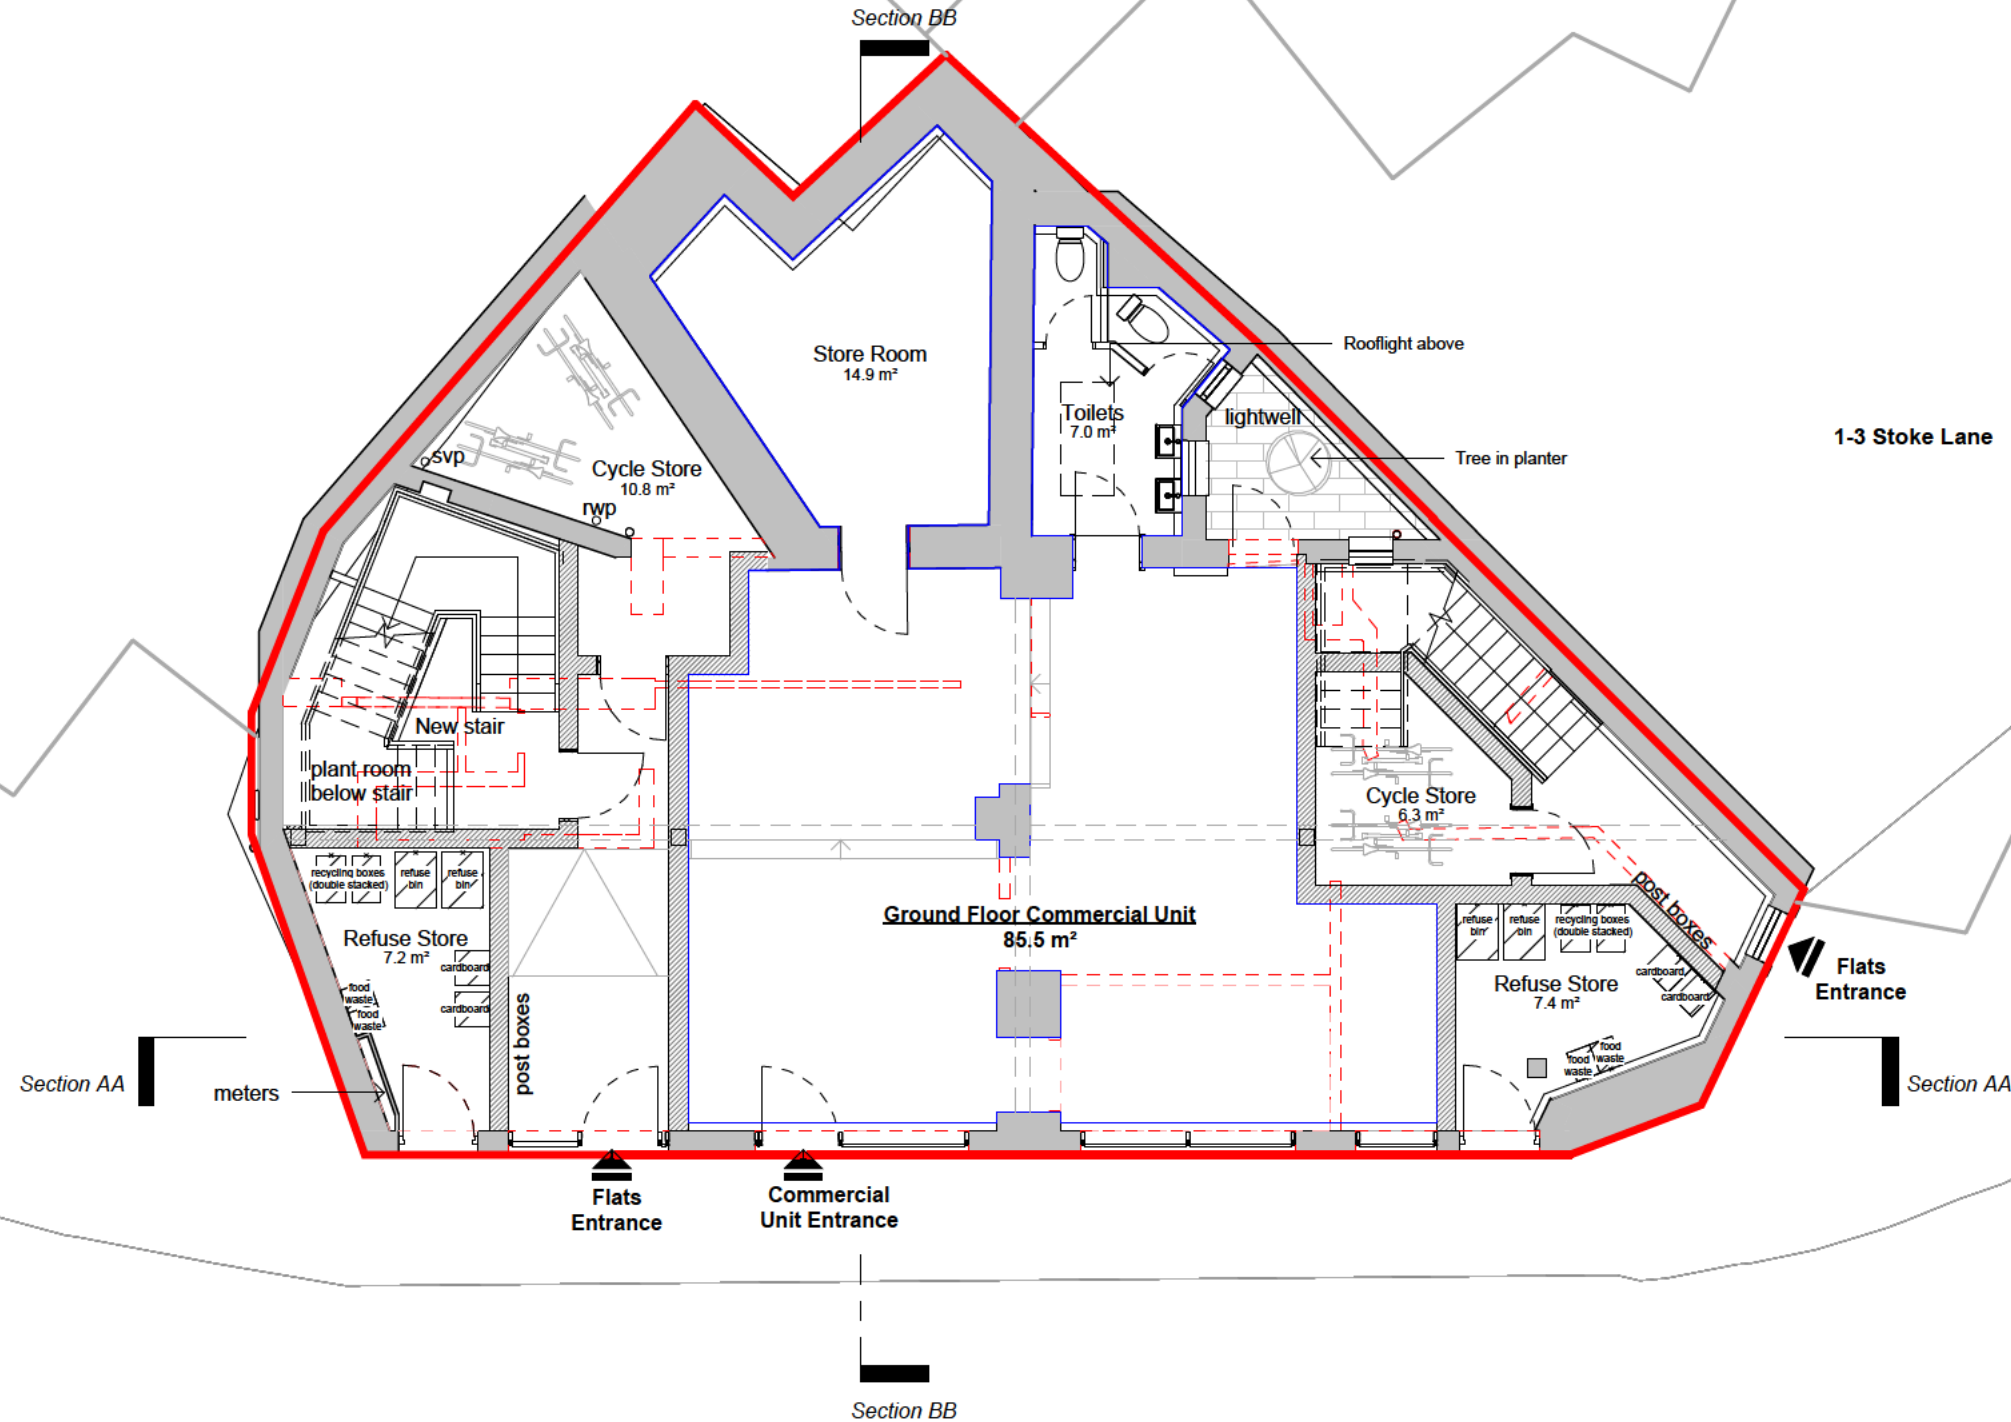 Section BB
Store Room
14.9 m²
Rooflight above
Toilets
7.0 m²
lightwell
1-3 Stoke Lane
svp
Cycle Store
10.8 m²
Tree in planter
rwp
New stair
plant room
below stair
Cycle Store
6.3 m²
recycling boxes
(double stacked)
refuse
bin
refuse
bin
post boxes
Ground Floor Commercial Unit
85.5 m²
refuse
bin
refuse
bin
recycling boxes
(double stacked)
Refuse Store
7.2 m²
cardboard
cardboard
food
waste
food
waste
cardboard
cardboard
Refuse Store
7.4 m²
Flats
Entrance
post boxes
food
waste
food
waste
Section AA
meters
Section AA
Flats
Entrance
Commercial
Unit Entrance
Section BB